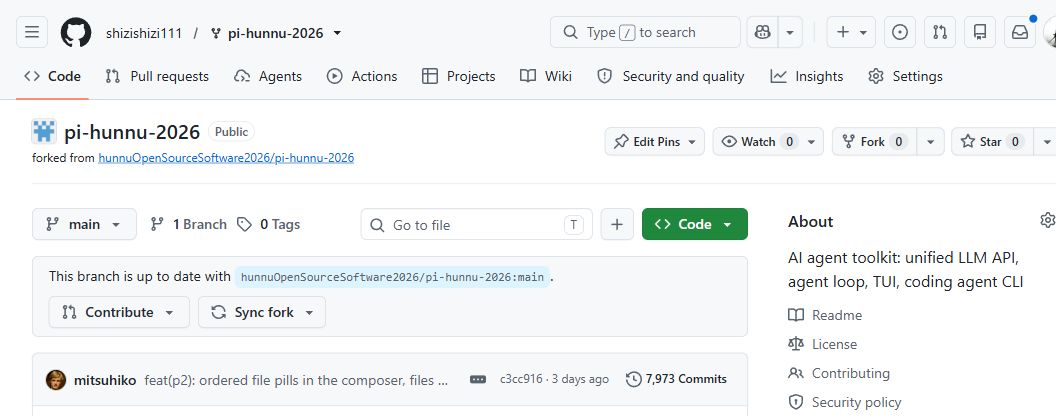 shizishizi111 / pi-hunnu-2026
Type / to search
Code Pull requests Agents Actions Projects Wiki Security and quality Insights Settings
pi-hunnu-2026 Public
forked from hunnuOpenSourceSoftware2026/pi-hunnu-2026
Edit Pins Watch 0 Fork 0 Star 0
main 1 Branch 0 Tags Go to file T + Code
This branch is up to date with hunnuOpenSourceSoftware2026/pi-hunnu-2026:main .
Contribute Sync fork
mitsuhiko feat(p2): ordered file pills in the composer, files ... c3cc916 · 3 days ago 7,973 Commits
About
AI agent toolkit: unified LLM API,
agent loop, TUI, coding agent CLI
Readme
License
Contributing
Security policy